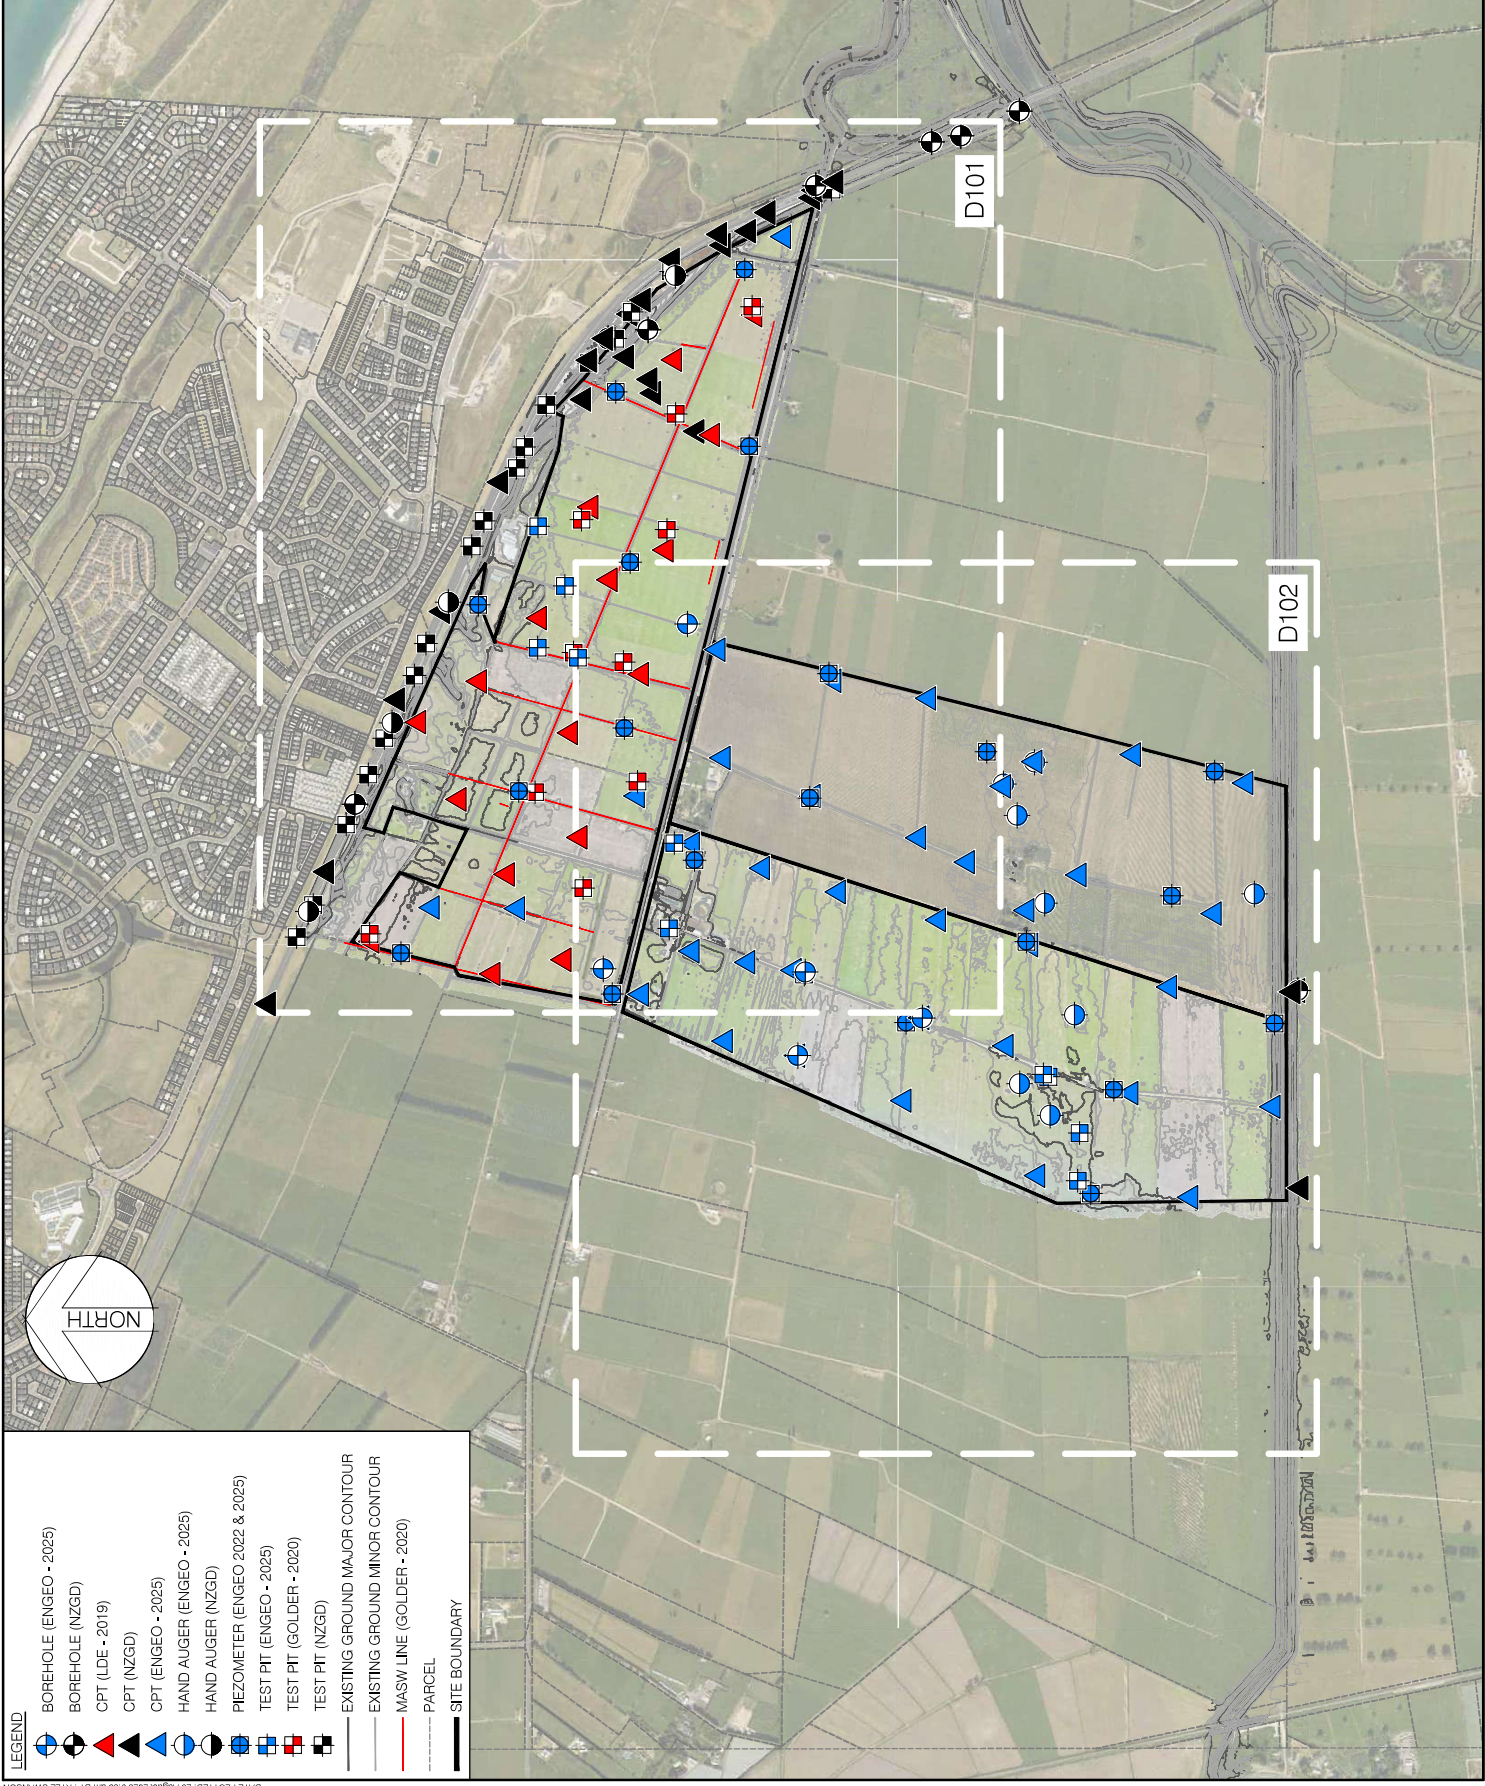 LEGEND
BOREHOLE (ENGEO - 2025)
BOREHOLE (NZGD)
CPT (LDE - 2019)
CPT (NZGD)
CPT (ENGEO - 2025)
HAND AUGER (ENGEO - 2025)
HAND AUGER (NZGD)
PIEZOMETER (ENGEO 2022 & 2025)
TEST PIT (ENGEO - 2025)
TEST PIT (GOLDER - 2020)
TEST PIT (NZGD)
EXISTING GROUND MAJOR CONTOUR
EXISTING GROUND MINOR CONTOUR
MASW LINE (GOLDER - 2020)
PARCEL
SITE BOUNDARY
NORTH
D101
D102